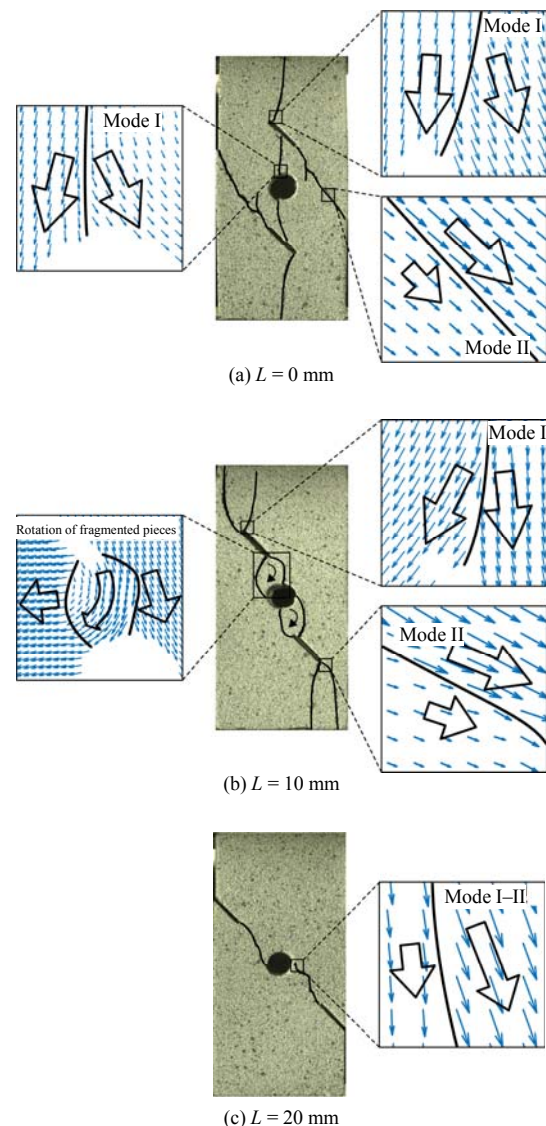 Mode I
Mode I
Mode II
(a) L = 0 mm
Mode I
Rotation of fragmented pieces
Mode II
(b) L = 10 mm
Mode I–II
(c) L = 20 mm